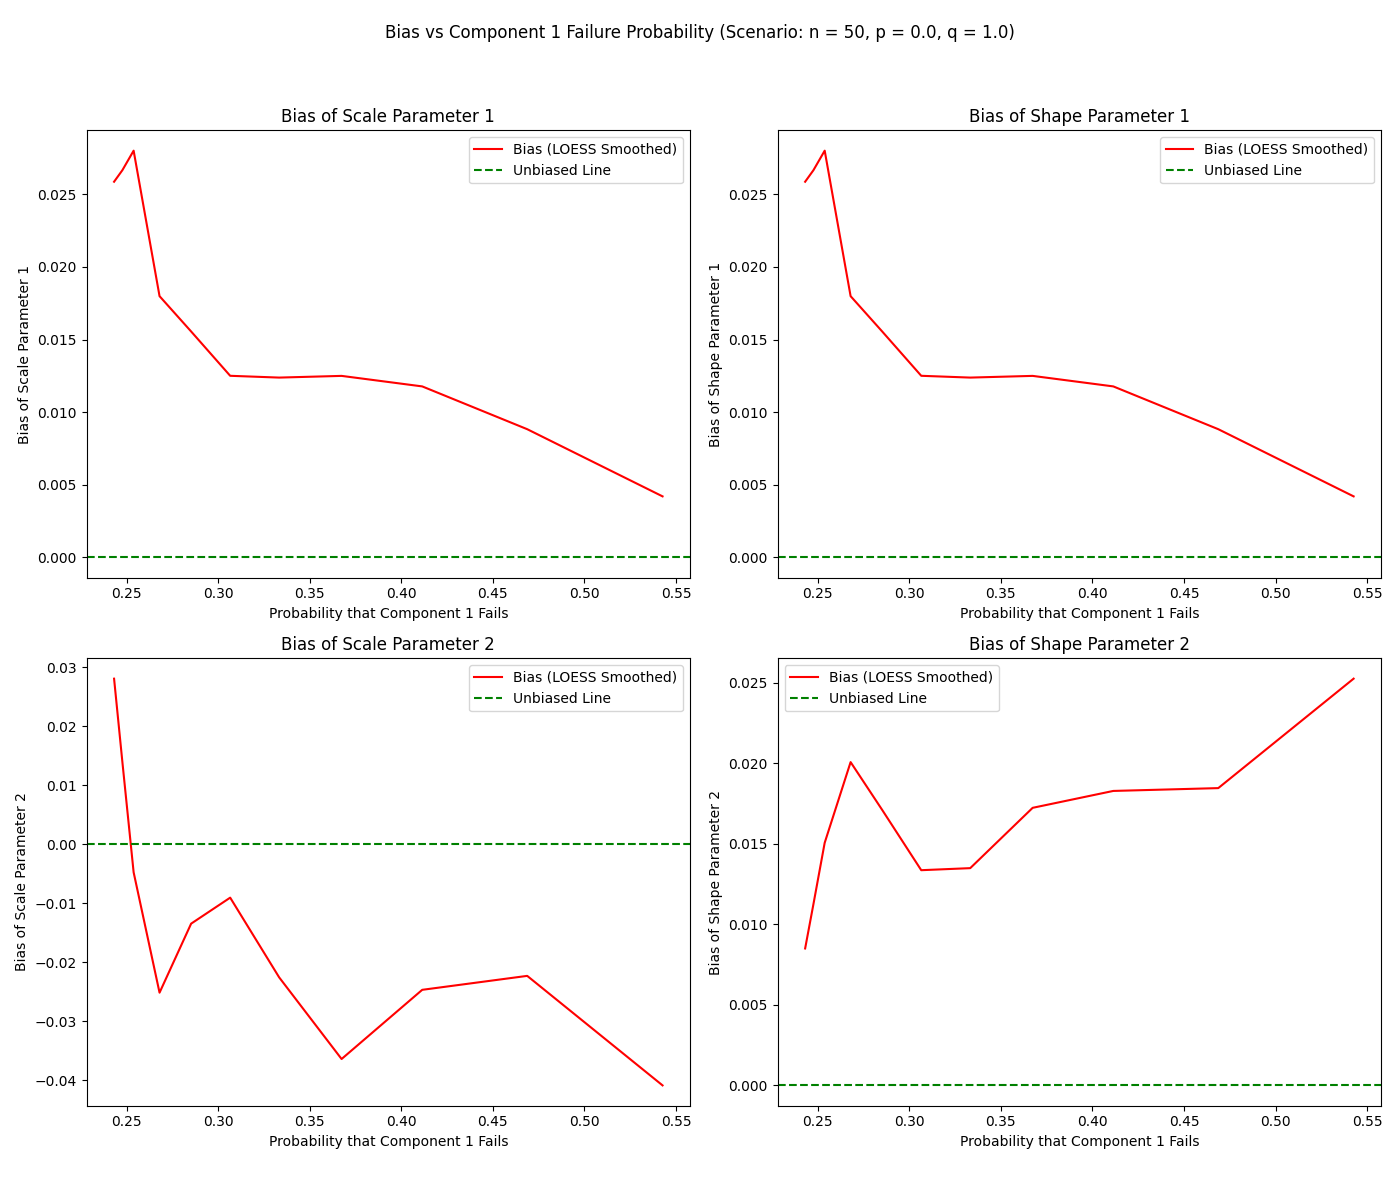 Bias vs Component 1 Failure Probability (Scenario: n = 50, p = 0.0, q = 1.0)
Bias of Scale Parameter 1
Bias of Scale Parameter 1
0.025
0.020
0.015
0.010
0.005
0.000
Bias (LOESS Smoothed)
Unbiased Line
0.25 0.30 0.35 0.40 0.45 0.50 0.55
Probability that Component 1 Fails
Bias of Shape Parameter 1
Bias of Shape Parameter 1
0.025
0.020
0.015
0.010
0.005
0.000
Bias (LOESS Smoothed)
Unbiased Line
0.25 0.30 0.35 0.40 0.45 0.50 0.55
Probability that Component 1 Fails
Bias of Scale Parameter 2
Bias of Scale Parameter 2
0.03
0.02
0.01
0.00
−0.01
−0.02
−0.03
−0.04
Bias (LOESS Smoothed)
Unbiased Line
0.25 0.30 0.35 0.40 0.45 0.50 0.55
Probability that Component 1 Fails
Bias of Shape Parameter 2
Bias of Shape Parameter 2
0.025
0.020
0.015
0.010
0.005
0.000
Bias (LOESS Smoothed)
Unbiased Line
0.25 0.30 0.35 0.40 0.45 0.50 0.55
Probability that Component 1 Fails